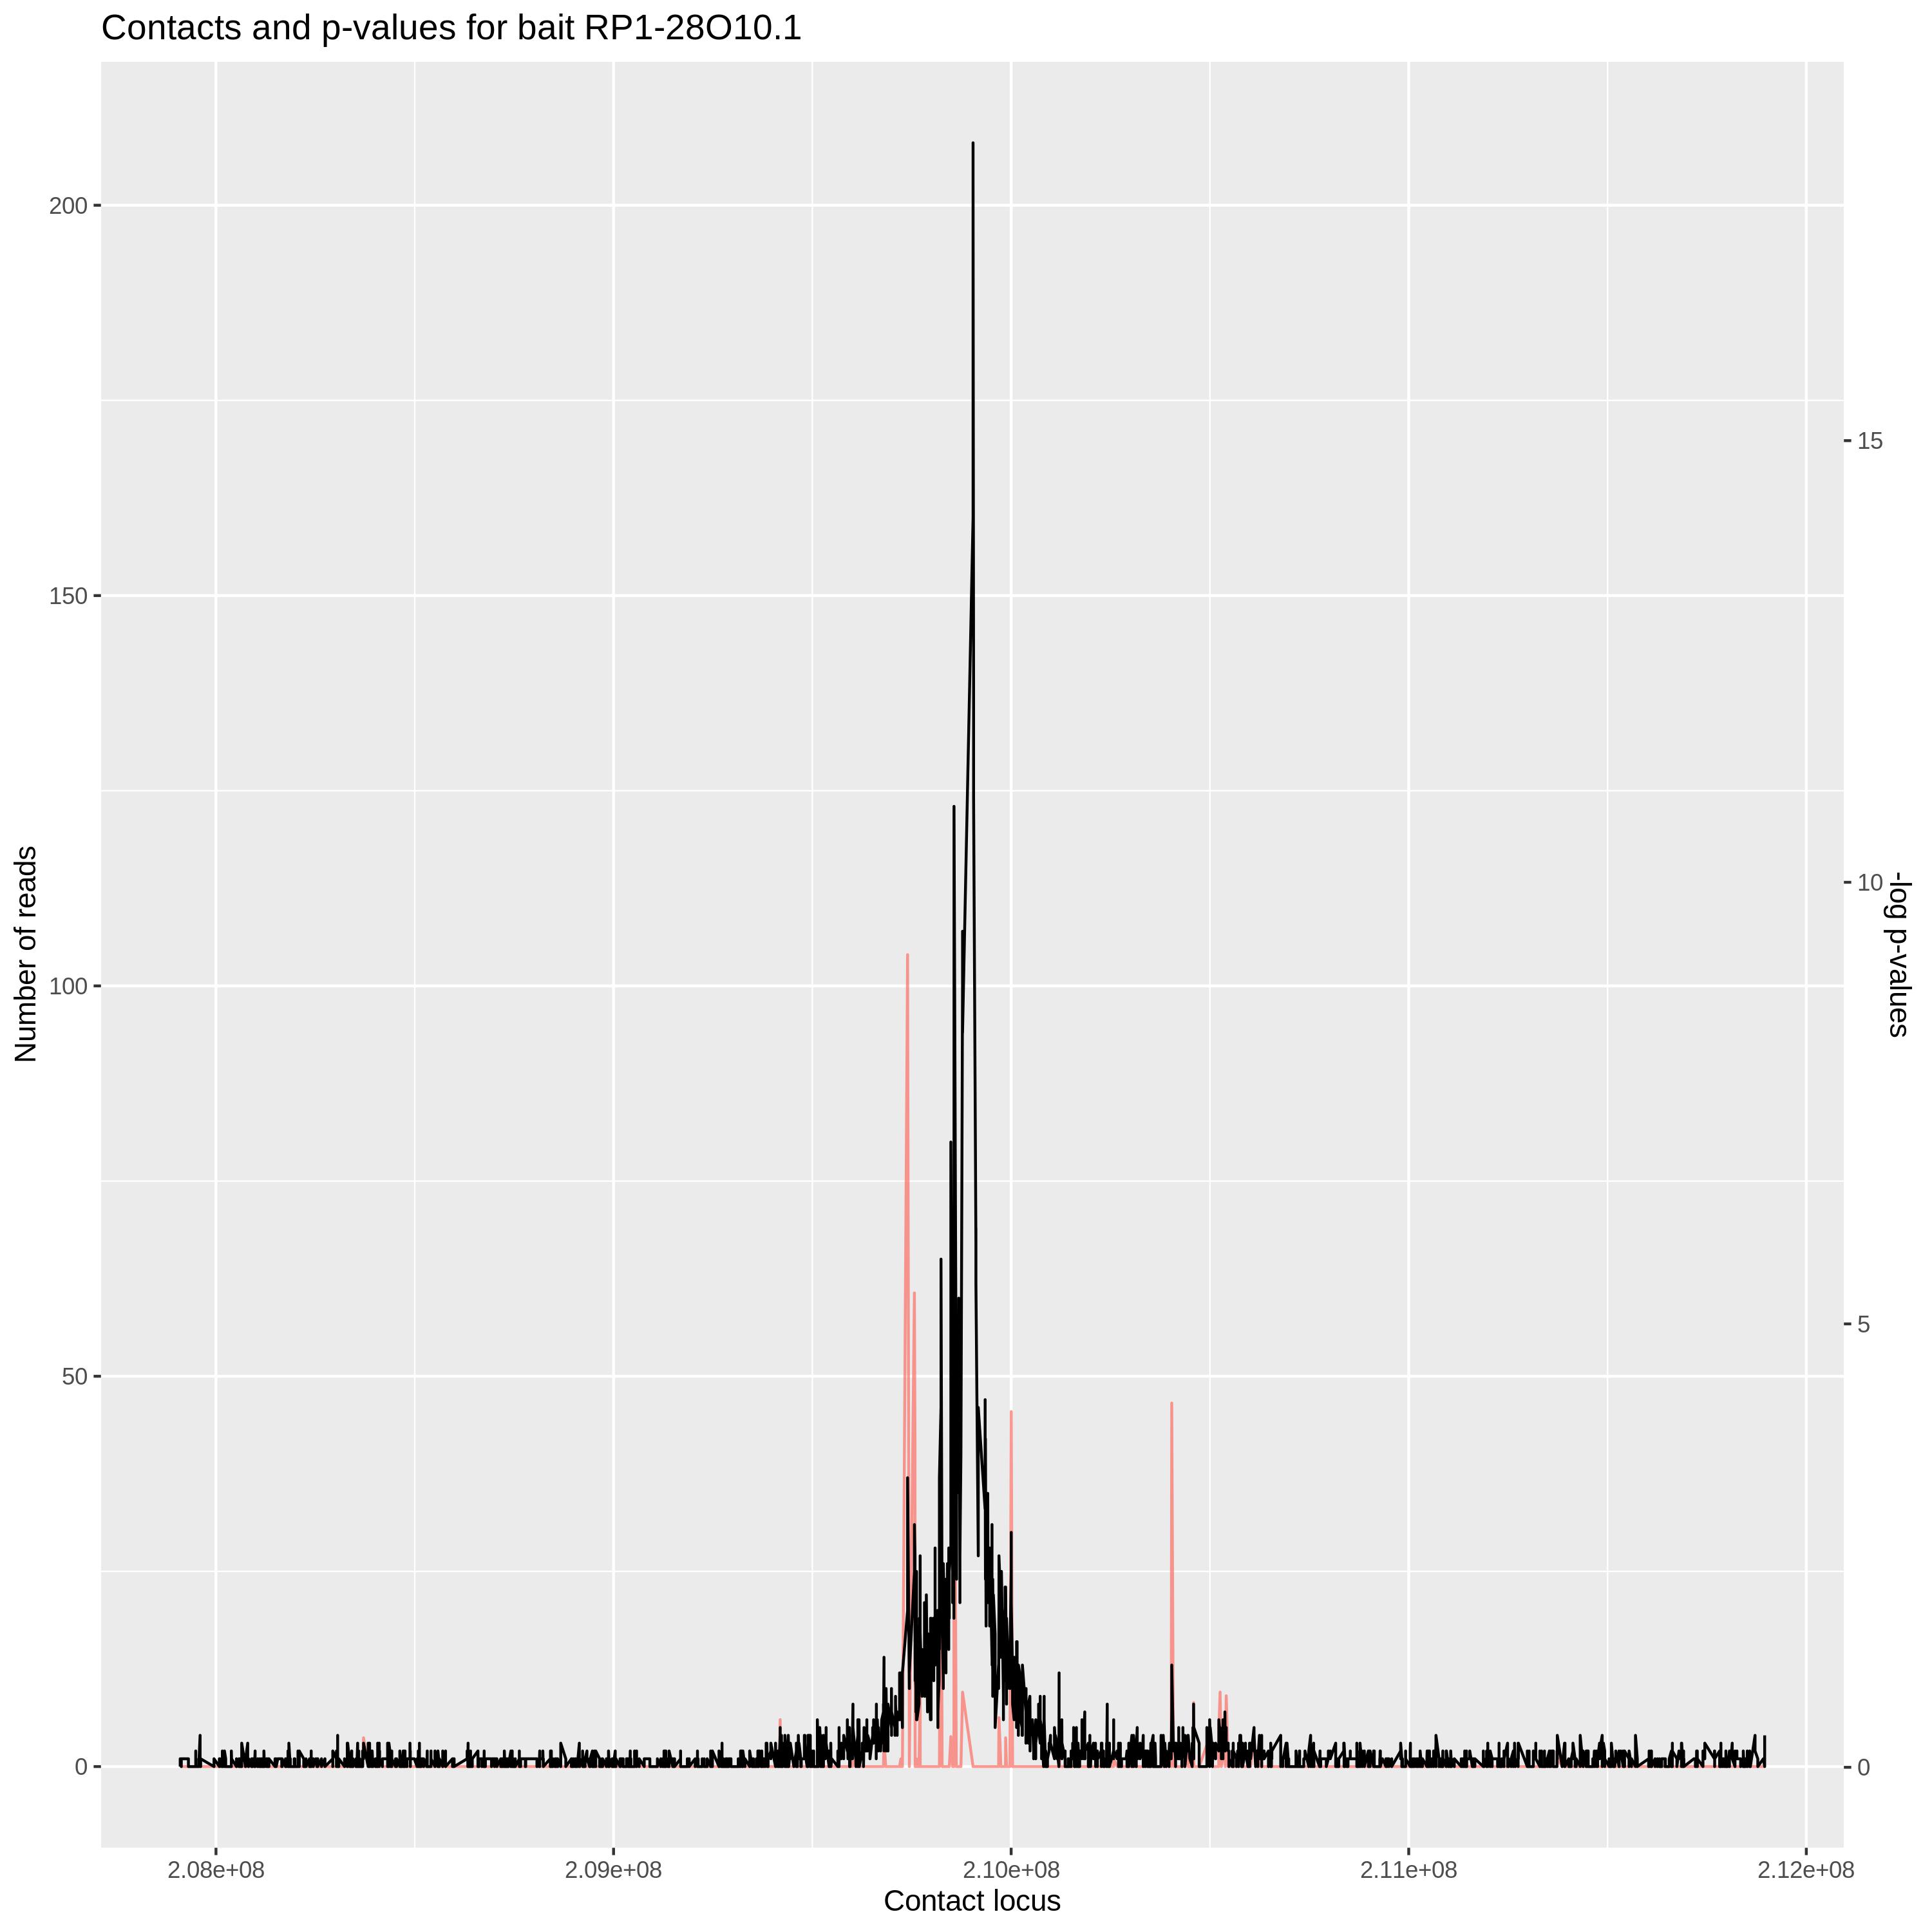 Contacts and p-values for bait RP1-28O10.1
200
150
100
50
0
Number of reads
15
10
5
0
-log p-values
2.08e+08
2.09e+08
2.10e+08
2.11e+08
2.12e+08
Contact locus